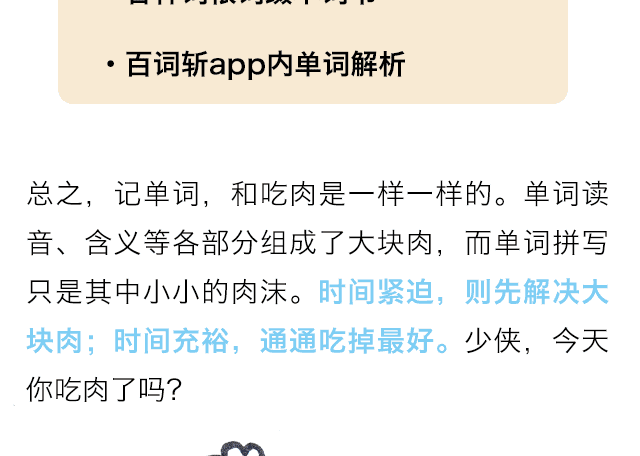 ·百词斩app内单词解析
总之，记单词，和吃肉是一样一样的。单词读
音、含义等各部分组成了大块肉，而单词拼写
只是其中小小的肉沫。时间紧迫，则先解决大
块肉；时间充裕，通通吃掉最好。少侠，今天
你吃肉了吗？